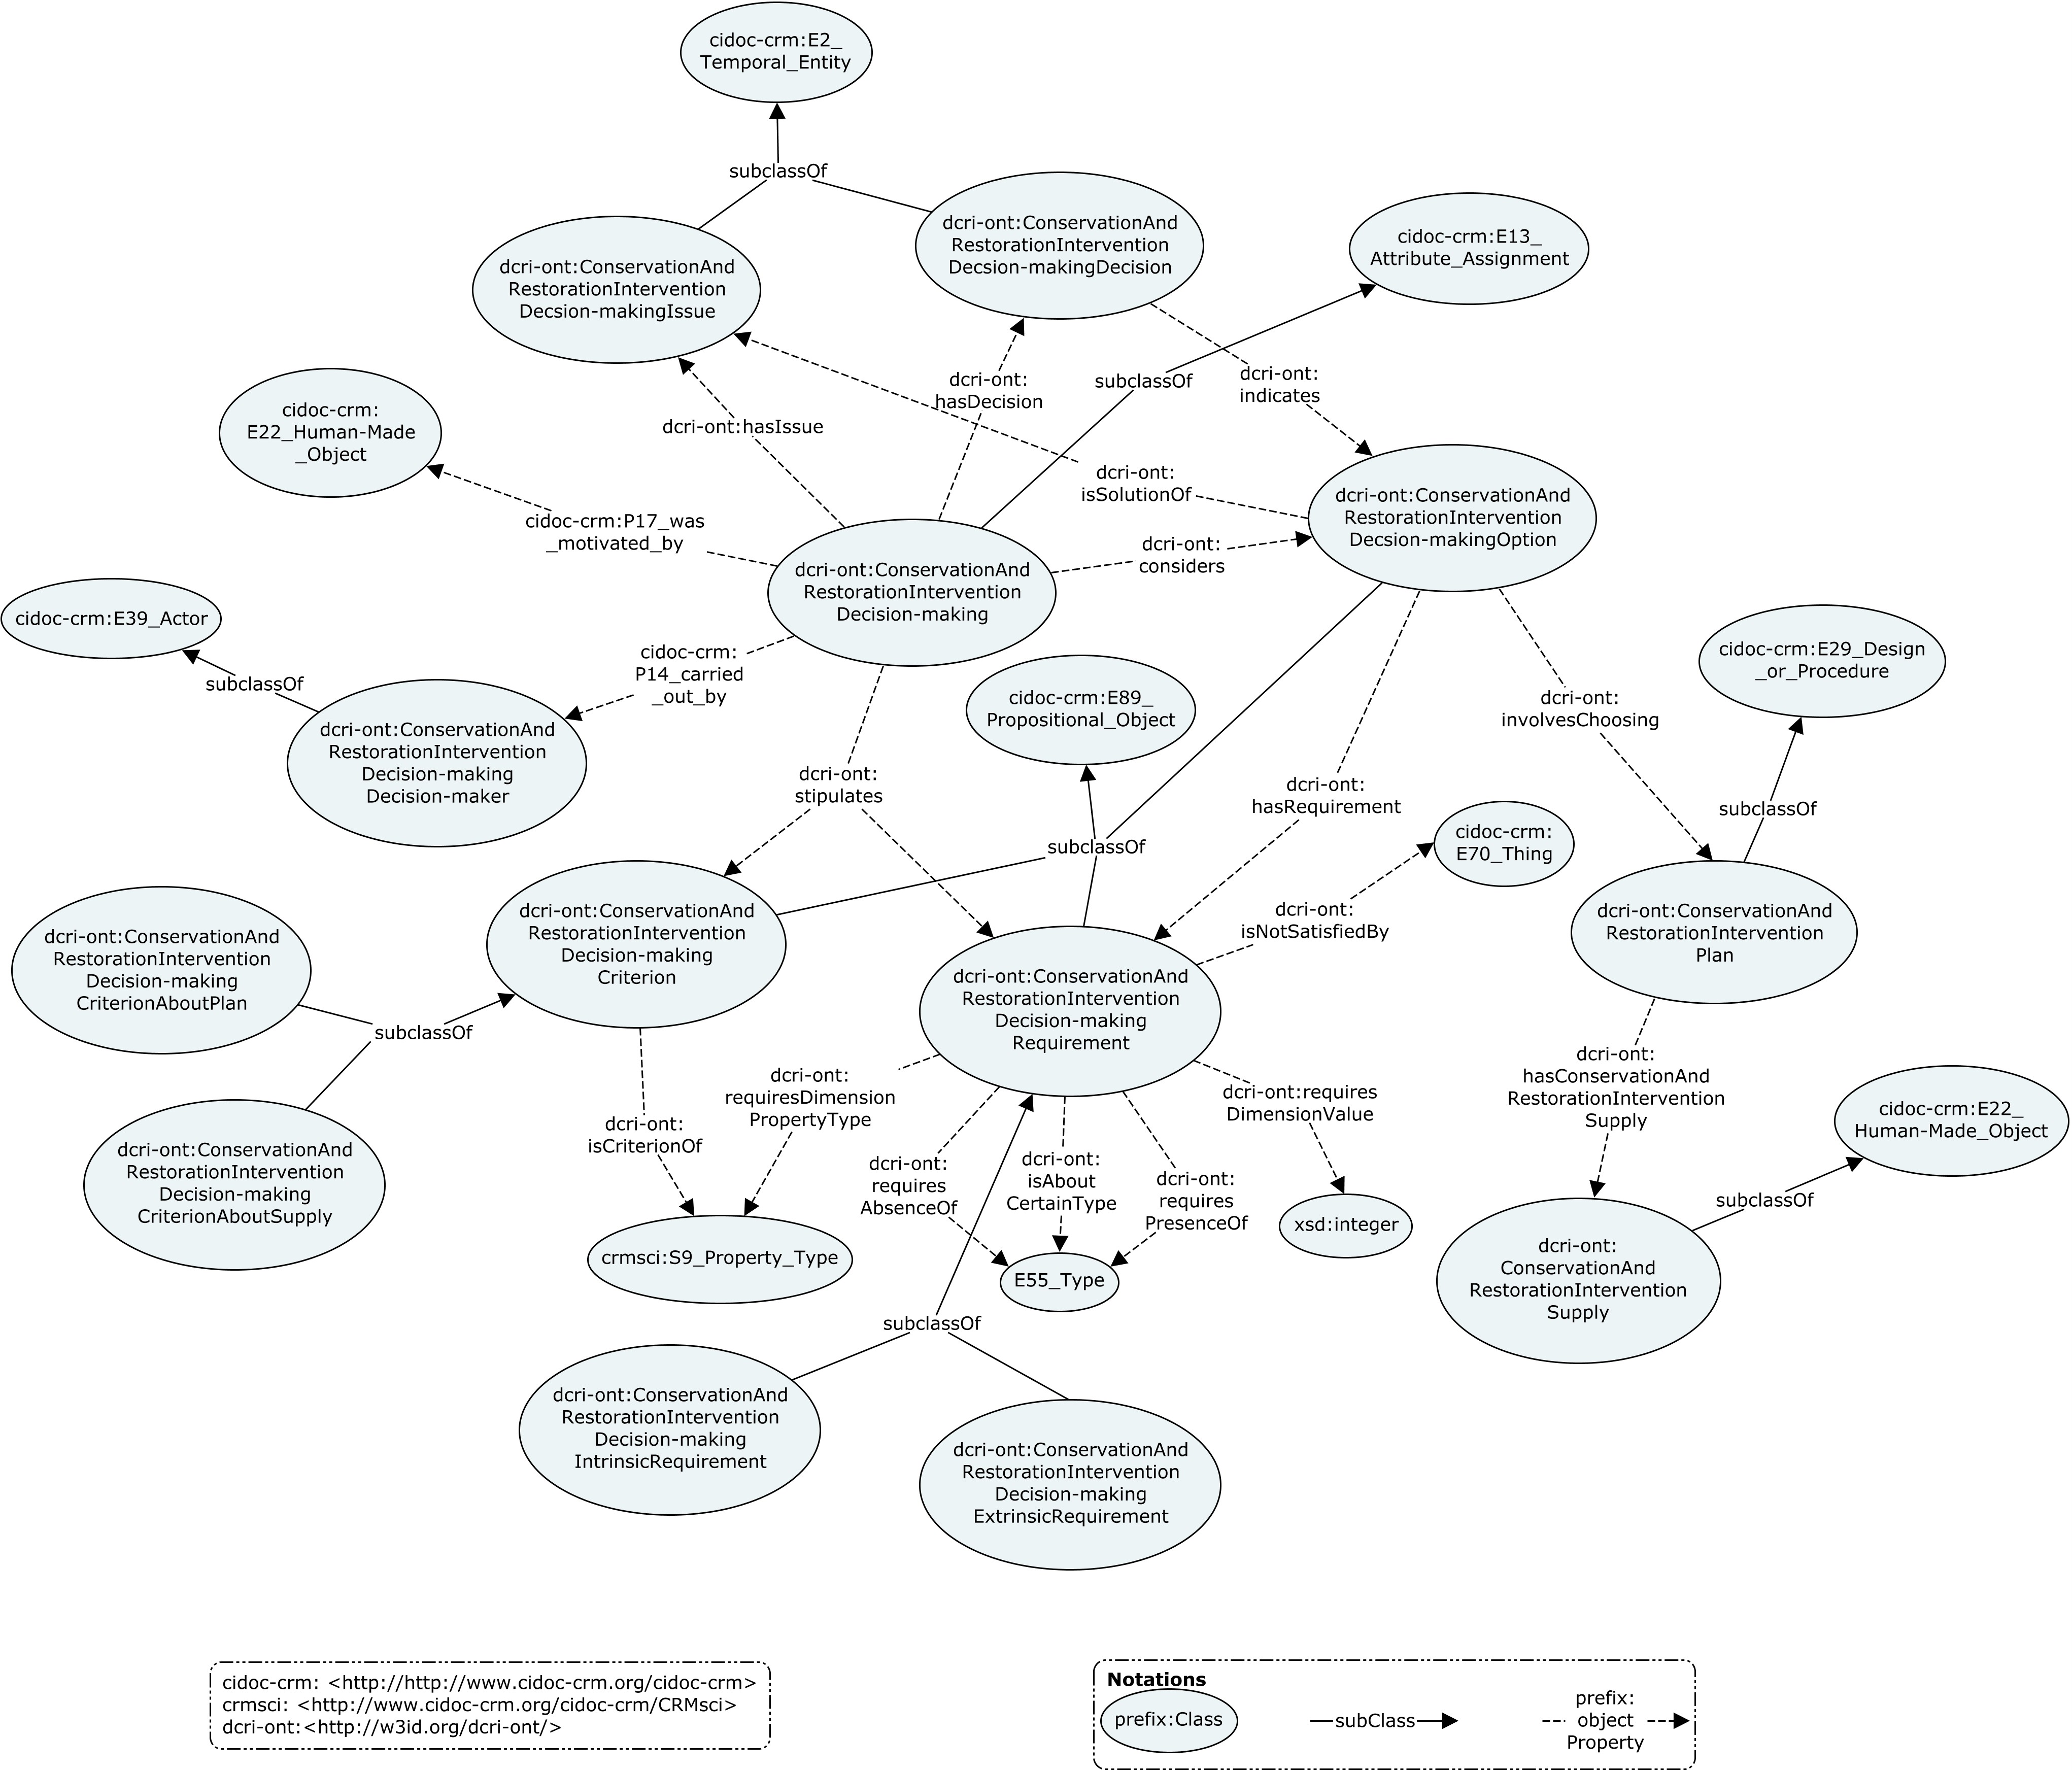 cidoc-crm:E2_
Temporal_Entity
subclassOf
dcri-ont:ConservationAnd
RestorationIntervention
Decsion-makingDecision
cidoc-crm:E13_
Attribute_Assignment
dcri-ont:ConservationAnd
RestorationIntervention
Decsion-makingIssue
subclassOf
dcri-ont:
hasDecision
dcri-ont:
indicates
cidoc-crm:
E22_Human-Made
_Object
dcri-ont:hasIssue
dcri-ont:
isSolutionOf
dcri-ont:ConservationAnd
RestorationIntervention
Decsion-makingOption
cidoc-crm:P17_was
_motivated_by
dcri-ont:
considers
dcri-ont:ConservationAnd
RestorationIntervention
Decision-making
cidoc-crm:E39_Actor
cidoc-crm:
P14_carried
_out_by
subclassOf
cidoc-crm:E29_Design
_or_Procedure
cidoc-crm:E89_
Propositional_Object
dcri-ont:
involvesChoosing
dcri-ont:ConservationAnd
RestorationIntervention
Decision-making
Decision-maker
dcri-ont:
stipulates
dcri-ont:
hasRequirement
subclassOf
subclassOf
cidoc-crm:
E70_Thing
dcri-ont:ConservationAnd
RestorationIntervention
Decision-making
Criterion
dcri-ont:
isNotSatisfiedBy
dcri-ont:ConservationAnd
RestorationIntervention
Plan
dcri-ont:ConservationAnd
RestorationIntervention
Decision-making
CriterionAboutPlan
subclassOf
dcri-ont:ConservationAnd
RestorationIntervention
Decision-making
Requirement
dcri-ont:
hasConservationAnd
RestorationIntervention
Supply
dcri-ont:
requiresDimension
PropertyType
dcri-ont:requires
DimensionValue
cidoc-crm:E22_
Human-Made_Object
dcri-ont:
isCriterionOf
dcri-ont:ConservationAnd
RestorationIntervention
Decision-making
CriterionAboutSupply
dcri-ont:
requires
AbsenceOf
dcri-ont:
isAbout
CertainType
dcri-ont:
requires
PresenceOf
subclassOf
xsd:integer
crmsci:S9_Property_Type
E55_Type
dcri-ont:
ConservationAnd
RestorationIntervention
Supply
subclassOf
dcri-ont:ConservationAnd
RestorationIntervention
Decision-making
IntrinsicRequirement
dcri-ont:ConservationAnd
RestorationIntervention
Decision-making
ExtrinsicRequirement
cidoc-crm: <http://http://www.cidoc-crm.org/cidoc-crm>
crmsci: <http://www.cidoc-crm.org/cidoc-crm/CRMsci>
dcri-ont:<http://w3id.org/dcri-ont/>
Notations
prefix:Class
subClass
prefix:
object
Property